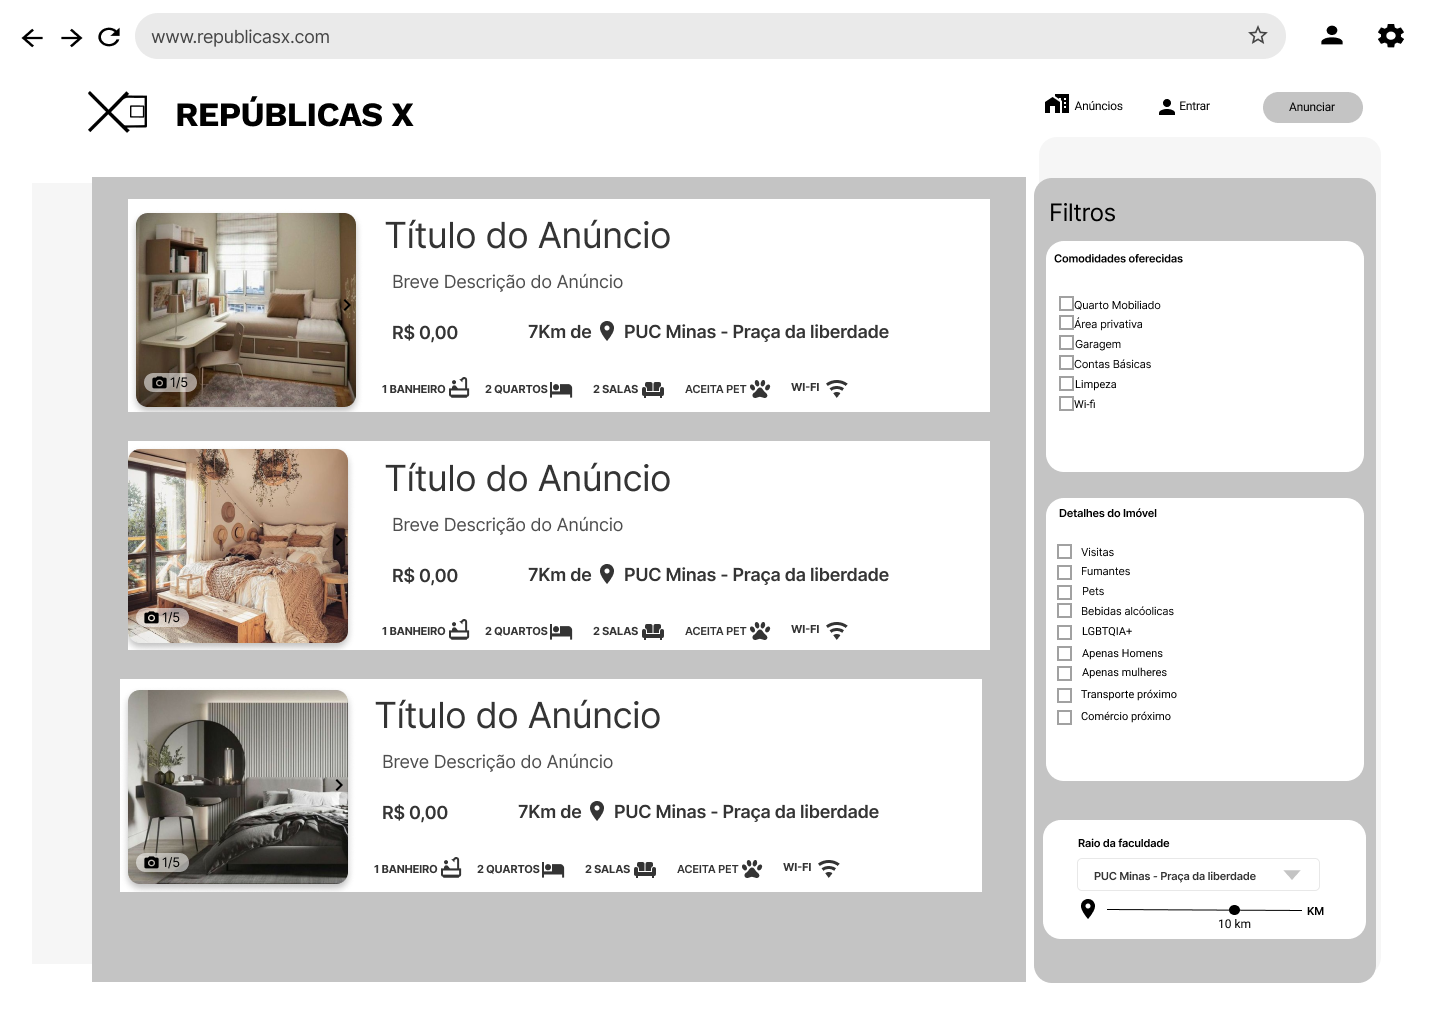 www.republicasx.com
REPÚBLICAS X
Anúncios
Entrar
Anunciar
Título do Anúncio
Breve Descrição do Anúncio
R$ 0,00
7Km de PUC Minas - Praça da liberdade
1/5
1 BANHEIRO 2 QUARTOS 2 SALAS ACEITA PET WI-FI
Título do Anúncio
Breve Descrição do Anúncio
R$ 0,00
7Km de PUC Minas - Praça da liberdade
1/5
1 BANHEIRO 2 QUARTOS 2 SALAS ACEITA PET WI-FI
Título do Anúncio
Breve Descrição do Anúncio
R$ 0,00
7Km de PUC Minas - Praça da liberdade
1/5
1 BANHEIRO 2 QUARTOS 2 SALAS ACEITA PET WI-FI
Filtros
Comodidades oferecidas
Quarto Mobiliado
Área privativa
Garagem
Contas Básicas
Limpeza
Wi-fi
Detalhes do Imóvel
Visitas
Fumantes
Pets
Bebidas alcóolicas
LGBTQIA+
Apenas Homens
Apenas mulheres
Transporte próximo
Comércio próximo
Raio da faculdade
PUC Minas - Praça da liberdade
KM
10 km